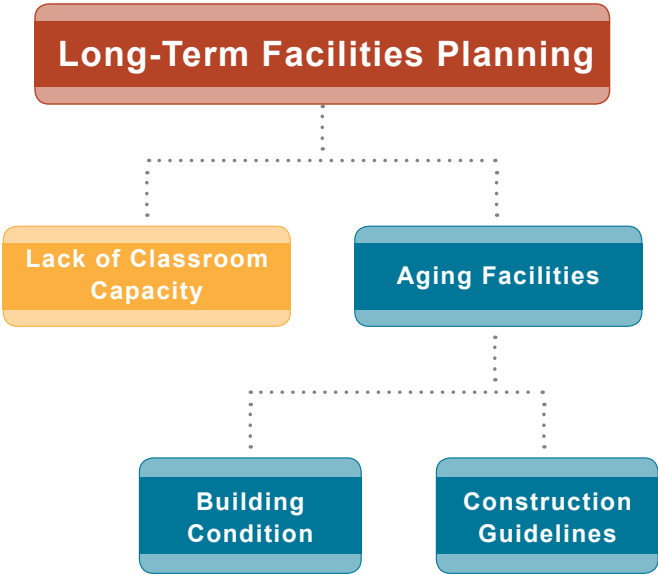 Long-Term Facilities Planning
Lack of Classroom
Capacity
Aging Facilities
Building
Condition
Construction
Guidelines